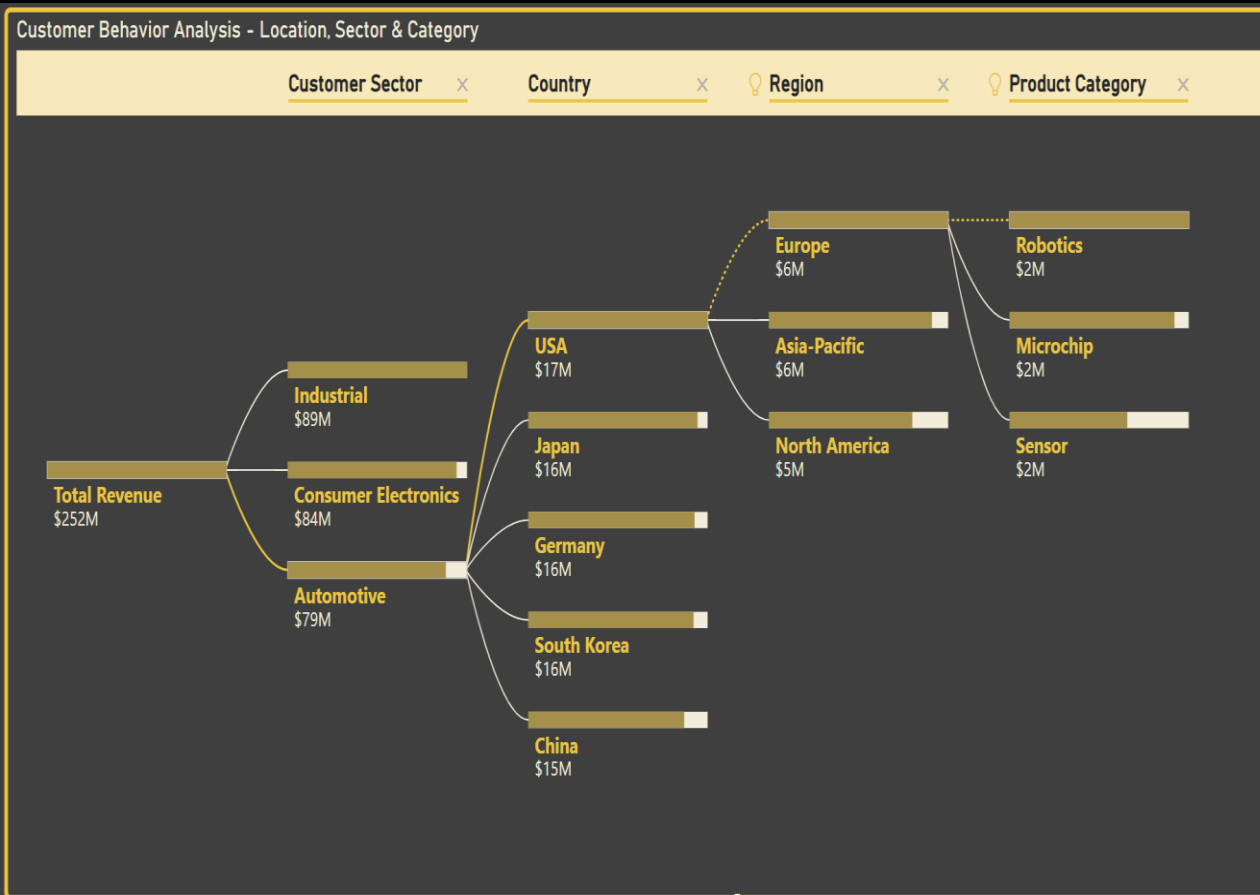 Customer Behavior Analysis - Location, Sector & Category
Customer Sector
Country
Region
Product Category
Total Revenue
$252M
Industrial
$89M
Consumer Electronics
$84M
Automotive
$79M
USA
$17M
Japan
$16M
Germany
$16M
South Korea
$16M
China
$15M
Europe
$6M
Asia-Pacific
$6M
North America
$5M
Robotics
$2M
Microchip
$2M
Sensor
$2M